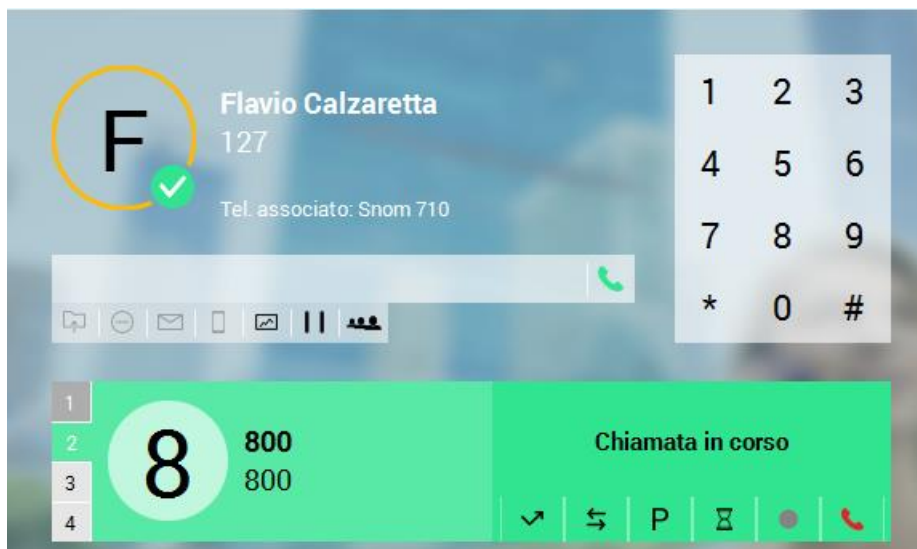 F
Flavio Calzaretta
127
Tel. associato: Snom 710
1 2 3
4 5 6
7 8 9
* 0 #
1
2
3
4
8
800
800
Chiamata in corso
P